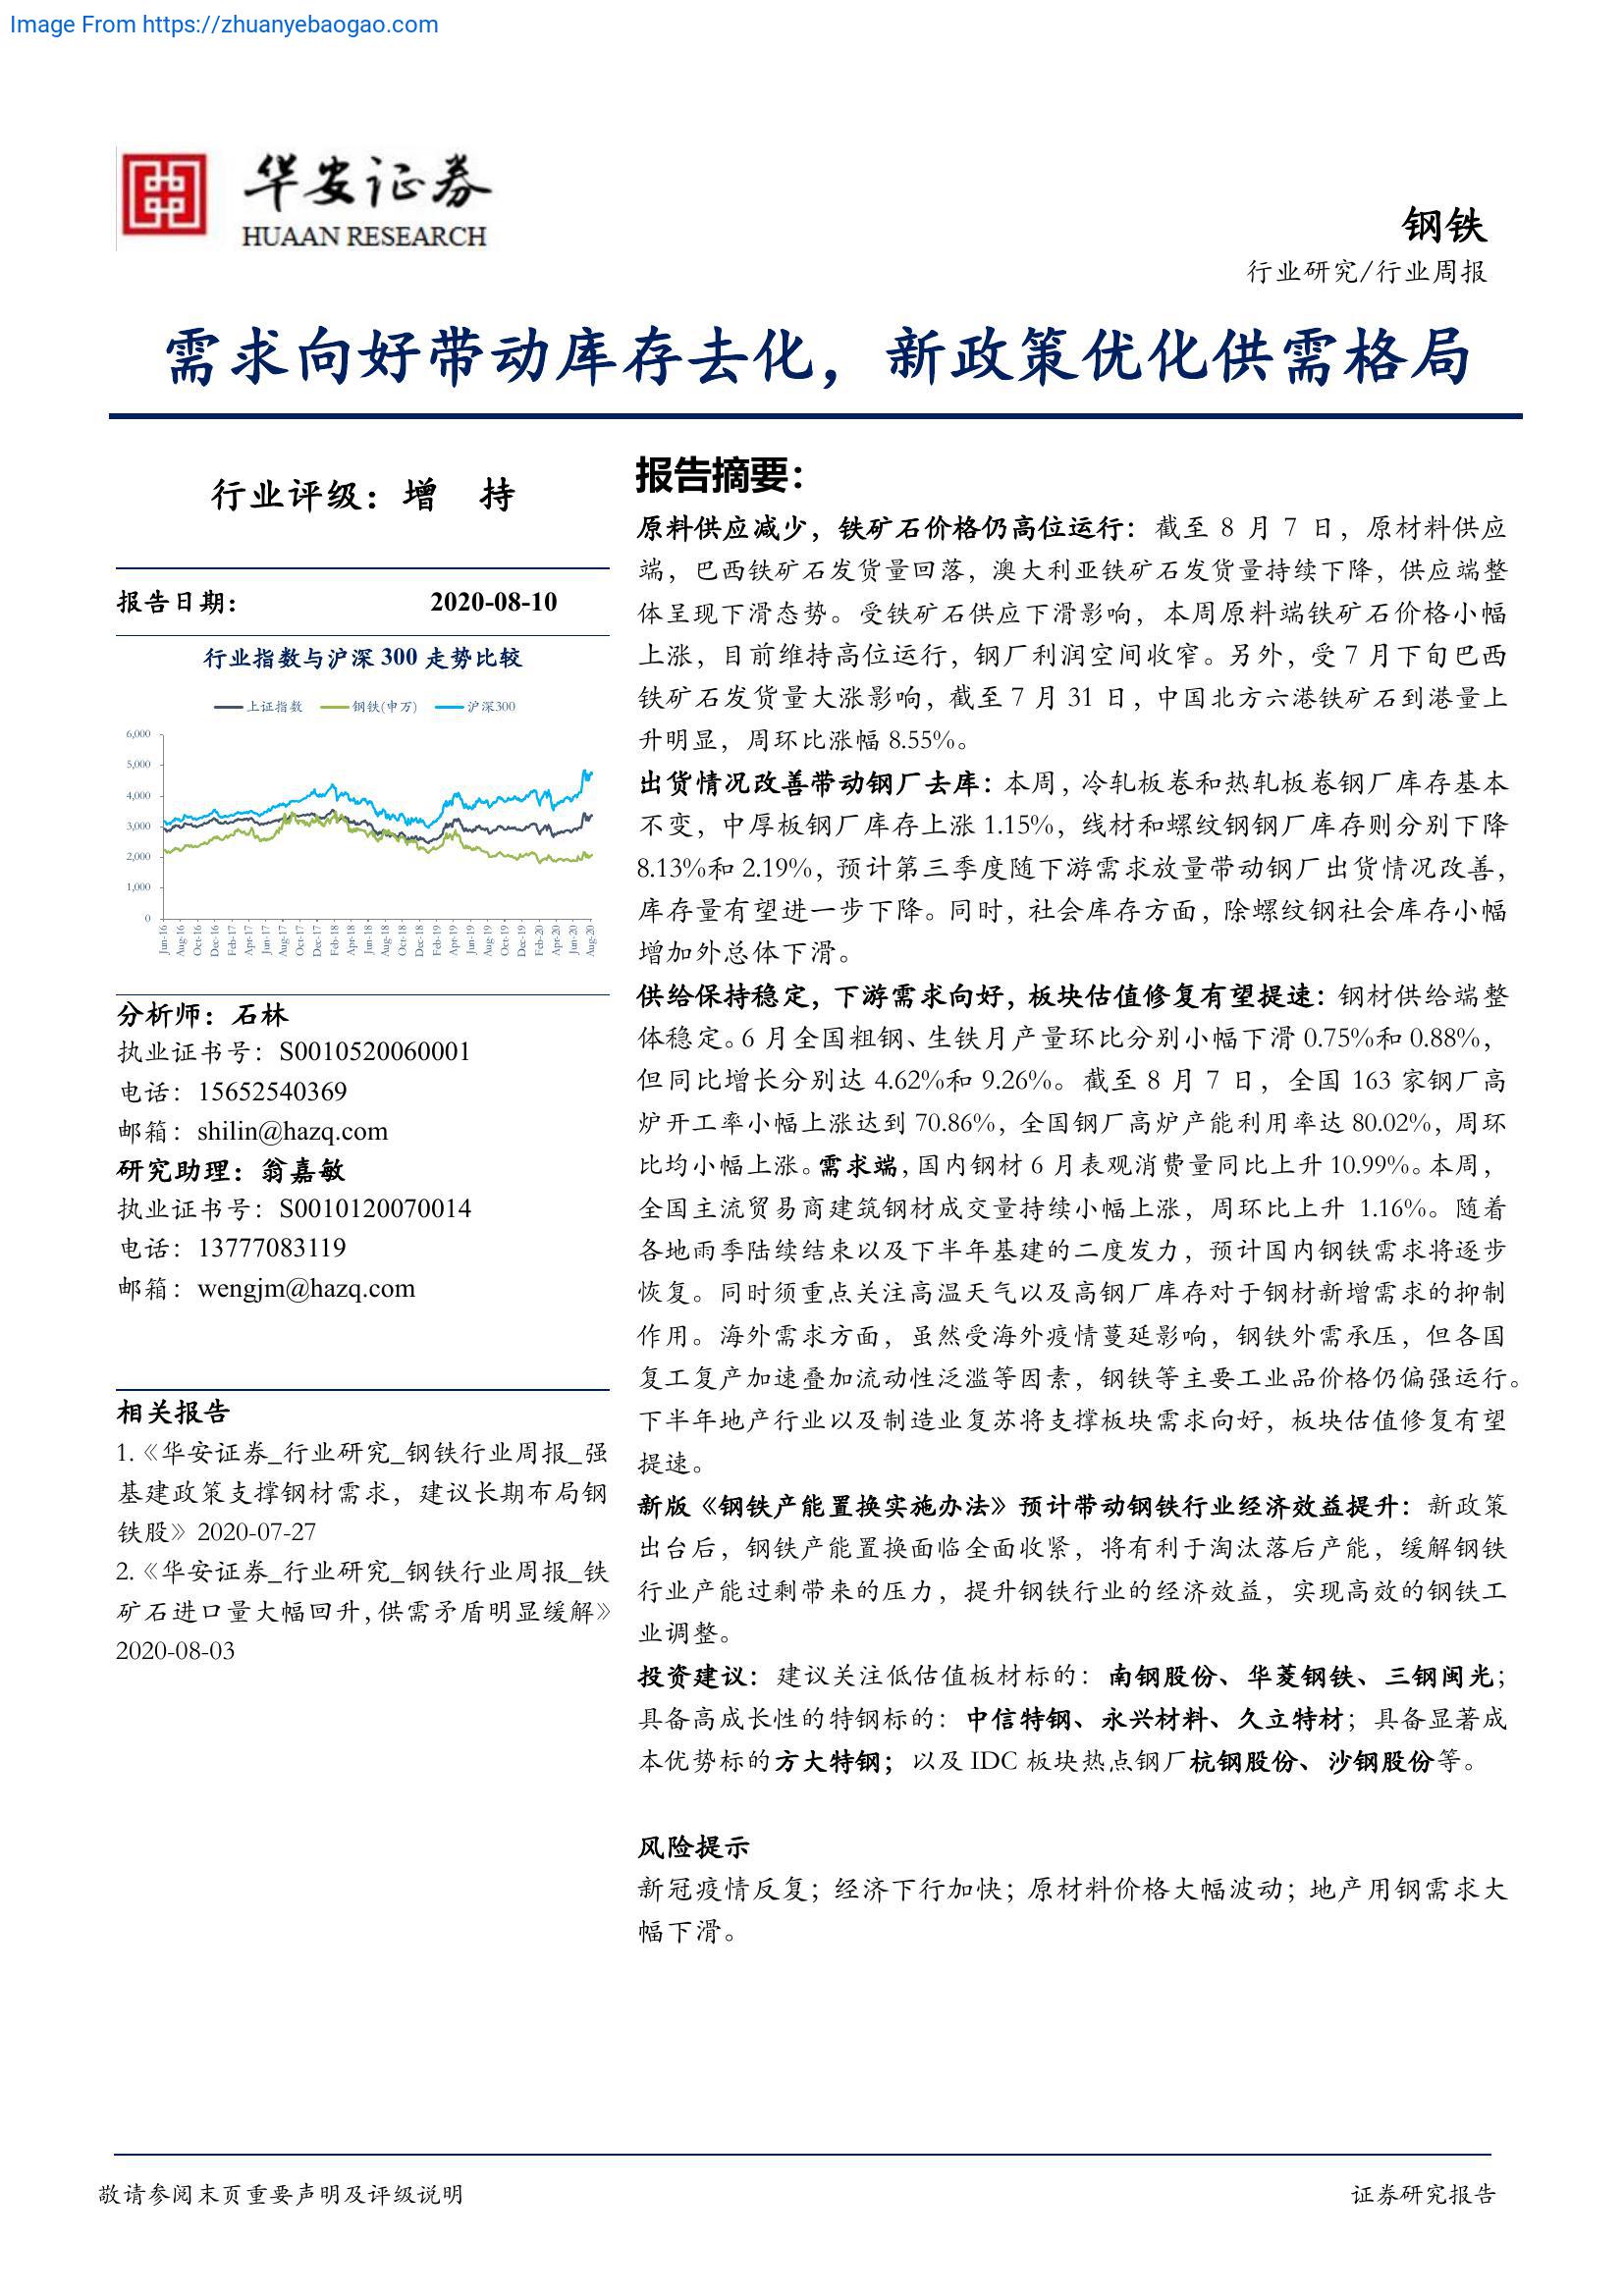 Image From https://zhuanyebaogao.com
华安证券
HUAAN RESEARCH
钢铁
行业研究/行业周报
需求向好带动库存去化，新政策优化供需格局
行业评级：增 持
报告日期： 2020-08-10
行业指数与沪深 300 走势比较
上证指数 钢铁(申万) 沪深300
6,000
5,000
4,000
3,000
2,000
1,000
0
Jun-16 Aug-16 Oct-16 Dec-16 Feb-17 Apr-17 Jun-17 Aug-17 Oct-17 Dec-17 Feb-18 Apr-18 Jun-18 Aug-18 Oct-18 Dec-18 Feb-19 Apr-19 Jun-19 Aug-19 Oct-19 Dec-19 Feb-20 Apr-20 Jun-20 Aug-20
分析师：石林
执业证书号：S0010520060001
电话：15652540369
邮箱：shilin@hazq.com
研究助理：翁嘉敏
执业证书号：S0010120070014
电话：13777083119
邮箱：wengjm@hazq.com
相关报告
1.《华安证券_行业研究_钢铁行业周报_强
基建政策支撑钢材需求，建议长期布局钢
铁股》2020-07-27
2.《华安证券_行业研究_钢铁行业周报_铁
矿石进口量大幅回升,供需矛盾明显缓解》
2020-08-03
报告摘要：
原料供应减少，铁矿石价格仍高位运行：截至 8 月 7 日，原材料供应
端，巴西铁矿石发货量回落，澳大利亚铁矿石发货量持续下降，供应端整
体呈现下滑态势。受铁矿石供应下滑影响，本周原料端铁矿石价格小幅
上涨，目前维持高位运行，钢厂利润空间收窄。另外，受 7 月下旬巴西
铁矿石发货量大涨影响，截至 7 月 31 日，中国北方六港铁矿石到港量上
升明显，周环比涨幅 8.55%。
出货情况改善带动钢厂去库：本周，冷轧板卷和热轧板卷钢厂库存基本
不变，中厚板钢厂库存上涨 1.15%，线材和螺纹钢钢厂库存则分别下降
8.13%和 2.19%，预计第三季度随下游需求放量带动钢厂出货情况改善，
库存量有望进一步下降。同时，社会库存方面，除螺纹钢社会库存小幅
增加外总体下滑。
供给保持稳定，下游需求向好，板块估值修复有望提速：钢材供给端整
体稳定。6 月全国粗钢、生铁月产量环比分别小幅下滑 0.75%和 0.88%，
但同比增长分别达 4.62%和 9.26%。截至 8 月 7 日，全国 163 家钢厂高
炉开工率小幅上涨达到 70.86%，全国钢厂高炉产能利用率达 80.02%，周环
比均小幅上涨。需求端，国内钢材 6 月表观消费量同比上升 10.99%。本周，
全国主流贸易商建筑钢材成交量持续小幅上涨，周环比上升 1.16%。随着
各地雨季陆续结束以及下半年基建的二度发力，预计国内钢铁需求将逐步
恢复。同时须重点关注高温天气以及高钢厂库存对于钢材新增需求的抑制
作用。海外需求方面，虽然受海外疫情蔓延影响，钢铁外需承压，但各国
复工复产加速叠加流动性泛滥等因素，钢铁等主要工业品价格仍偏强运行。
下半年地产行业以及制造业复苏将支撑板块需求向好，板块估值修复有望
提速。
新版《钢铁产能置换实施办法》预计带动钢铁行业经济效益提升：新政策
出台后，钢铁产能置换面临全面收紧，将有利于淘汰落后产能，缓解钢铁
行业产能过剩带来的压力，提升钢铁行业的经济效益，实现高效的钢铁工
业调整。
投资建议：建议关注低估值板材标的：南钢股份、华菱钢铁、三钢闽光；
具备高成长性的特钢标的：中信特钢、永兴材料、久立特材；具备显著成
本优势标的方大特钢；以及 IDC 板块热点钢厂杭钢股份、沙钢股份等。
风险提示
新冠疫情反复；经济下行加快；原材料价格大幅波动；地产用钢需求大
幅下滑。
敬请参阅末页重要声明及评级说明 证券研究报告